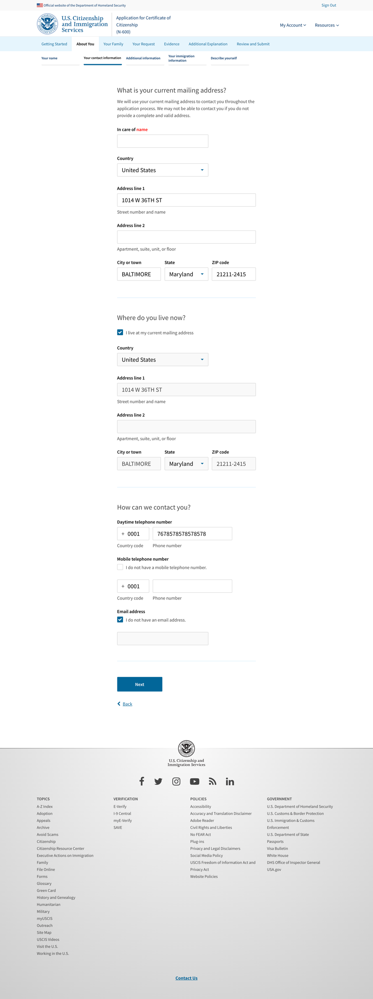 Official website of the Department of Homeland Security
Sign Out
U.S. Citizenship
and Immigration
Services
Application for Certificate of
Citizenship
(N-600)
My Account
Resources
Getting Started
About You
Your Family
Your Request
Evidence
Additional Explanation
Review and Submit
Your name
Your contact information
Additional information
Your immigration
information
Describe yourself
What is your current mailing address?
We will use your current mailing address to contact you throughout the
application process. We may not be able to contact you if you do not
provide a complete and valid address.
In care of name
Country
United States
Address line 1
1014 W 36TH ST
Street number and name
Address line 2
Apartment, suite, unit, or floor
City or town State ZIP code
BALTIMORE Maryland 21211-2415
Where do you live now?
I live at my current mailing address
Country
United States
Address line 1
1014 W 36TH ST
Street number and name
Address line 2
Apartment, suite, unit, or floor
City or town State ZIP code
BALTIMORE Maryland 21211-2415
How can we contact you?
Daytime telephone number
+ 0001 7678578578578578
Country code Phone number
Mobile telephone number
I do not have a mobile telephone number.
+ 0001
Country code Phone number
Email address
I do not have an email address.
Next
Back
U.S. Citizenship and
Immigration Services
TOPICS
A-Z Index
Adoption
Appeals
Archive
Avoid Scams
Citizenship
Citizenship Resource Center
Executive Actions on Immigration
Family
File Online
Forms
Glossary
Green Card
History and Genealogy
Humanitarian
Military
myUSCIS
Outreach
Site Map
USCIS Videos
Visit the U.S.
Working in the U.S.
VERIFICATION
E-Verify
I-9 Central
myE-Verify
SAVE
POLICIES
Accessibility
Accuracy and Translation Disclaimer
Adobe Reader
Civil Rights and Liberties
No FEAR Act
Plug-ins
Privacy and Legal Disclaimers
Social Media Policy
USCIS Freedom of Information Act and
Privacy Act
Website Policies
GOVERNMENT
U.S. Department of Homeland Security
U.S. Customs & Border Protection
U.S. Immigration & Customs
Enforcement
U.S. Department of State
Passports
Visa Bulletin
White House
DHS Office of Inspector General
USA.gov
Contact Us